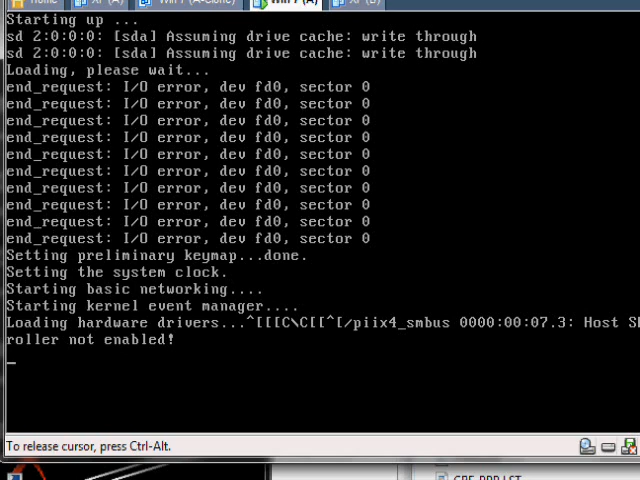 Home XP (A) Win 7 (A-Clone) Win 7 (A) XP (B)
Starting up ...
sd 2:0:0:0: [sda] Assuming drive cache: write through
sd 2:0:0:0: [sda] Assuming drive cache: write through
Loading, please wait...
end_request: I/O error, dev fd0, sector 0
end_request: I/O error, dev fd0, sector 0
end_request: I/O error, dev fd0, sector 0
end_request: I/O error, dev fd0, sector 0
end_request: I/O error, dev fd0, sector 0
end_request: I/O error, dev fd0, sector 0
end_request: I/O error, dev fd0, sector 0
end_request: I/O error, dev fd0, sector 0
end_request: I/O error, dev fd0, sector 0
end_request: I/O error, dev fd0, sector 0
Setting preliminary keymap...done.
Setting the system clock.
Starting basic networking....
Starting kernel event manager....
Loading hardware drivers...^[[[C\C[[^[/piix4_smbus 0000:00:07.3: Host
roller not enabled!
To release cursor, press Ctrl-Alt.